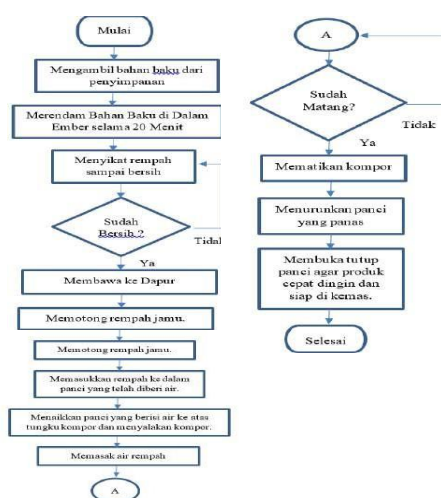 Mulai
Mengambil bahan baku dari
penyimpanan
Merendam Bahan Baku di Dalam
Ember selama 20 Menit
Menyikat rempah
sampai bersih
Sudah
Bersih ?
Tidak
Ya
Membawa ke Dapur
Memotong rempah jamu.
Memotong rempah jamu.
Memasukkan rempah ke dalam
panci yang telah diberi air.
Menaikkan panci yang berisi air ke atas
tungku kompor dan menyalakan kompor.
Memasak air rempah
A
A
Sudah
Matang?
Tidak
Ya
Mematikan kompor
Menurunkan panci
yang panas
Membuka tutup
panci agar produk
cepat dingin dan
siap di kemas.
Selesai